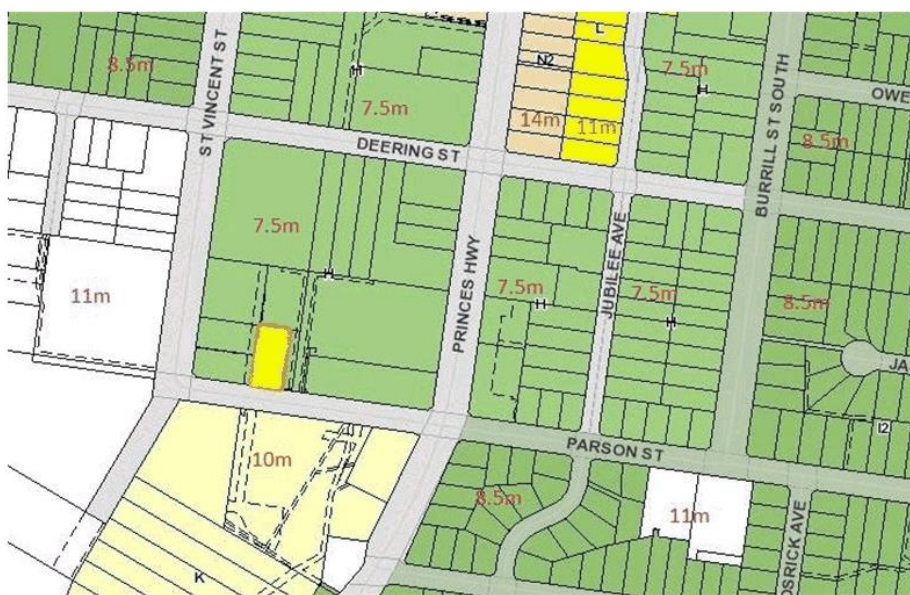 L
8.5m
H
7.5m
N2
14m
11m
7.5m
H
OWE
ST VINCENT ST
DEERING ST
BURRILL ST SOUTH
8.5m
7.5m
H
11m
PRINCES HWY
7.5m
H
JUBILEE AVE
7.5m
H
8.5m
JA
PARSON ST
I2
10m
8.5m
11m
K
OSRICK AVE